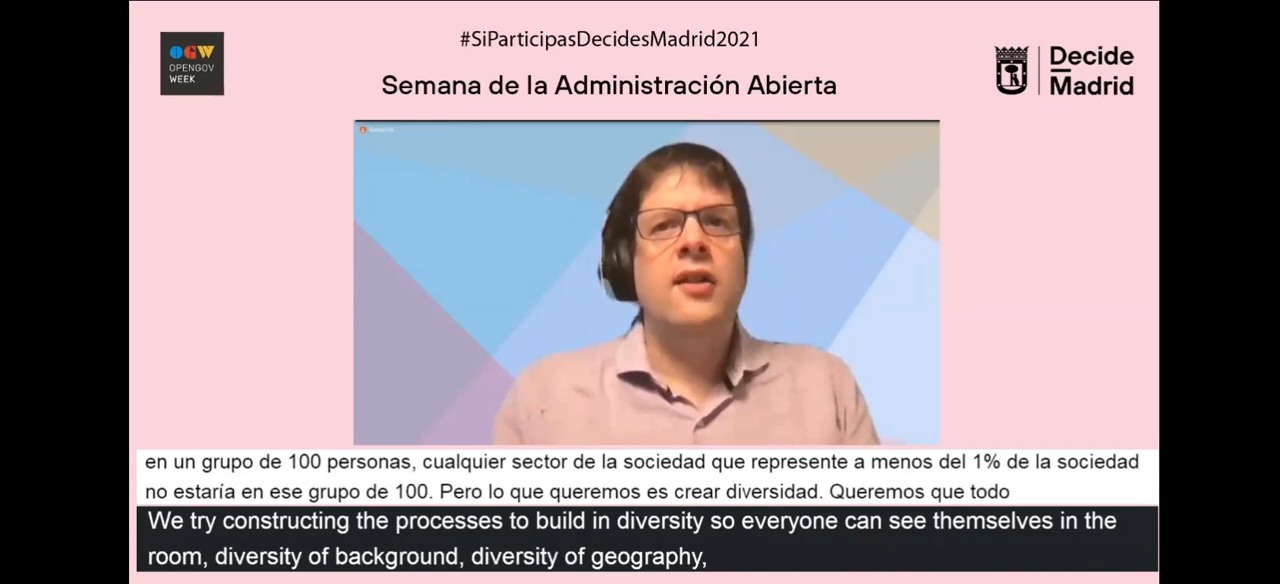 #SiParticipasDecidesMadrid2021
OGW
OPENGOV
WEEK
Semana de la Administración Abierta
Decide
Madrid
en un grupo de 100 personas, cualquier sector de la sociedad que represente a menos del 1% de la sociedad
no estaría en ese grupo de 100. Pero lo que queremos es crear diversidad. Queremos que todo
We try constructing the processes to build in diversity so everyone can see themselves in the
room, diversity of background, diversity of geography,